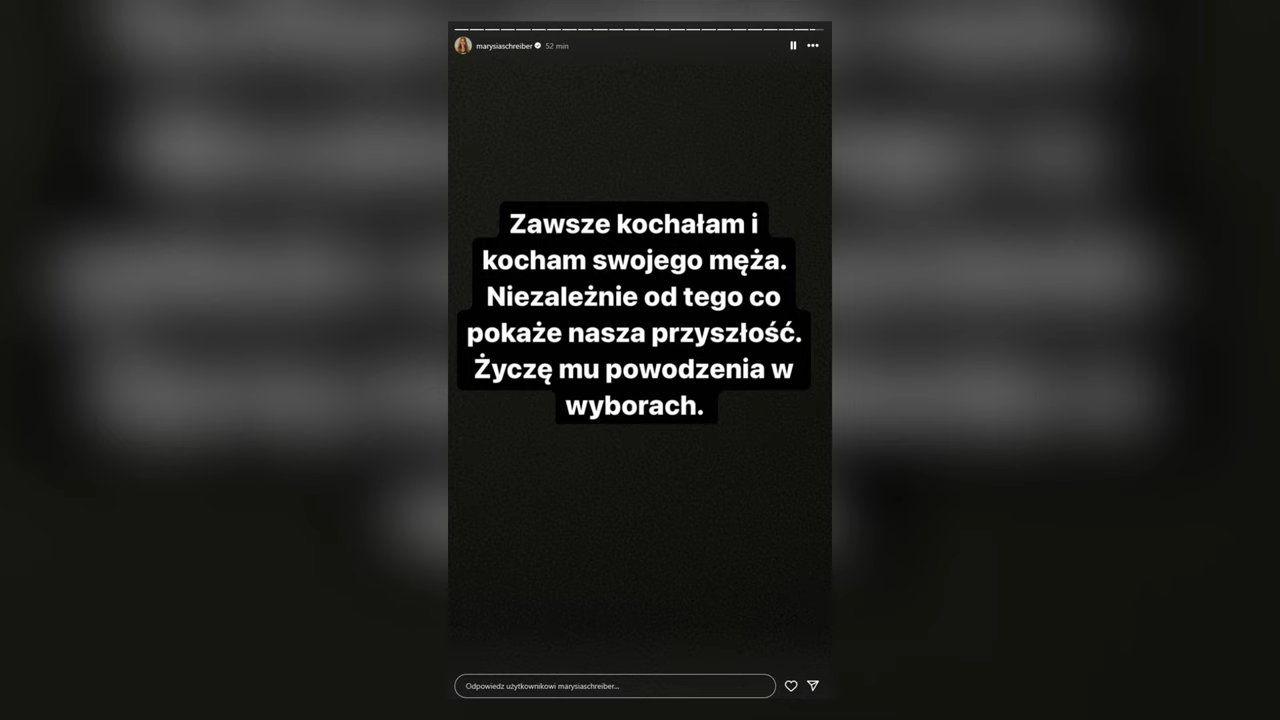 marysiaschreiber 52 min
Zawsze kochałam i
kocham swojego męża.
Niezależnie od tego co
pokaże nasza przyszłość.
Życzę mu powodzenia w
wyborach.
Odpowiedz użytkownikowi marysiaschreiber...